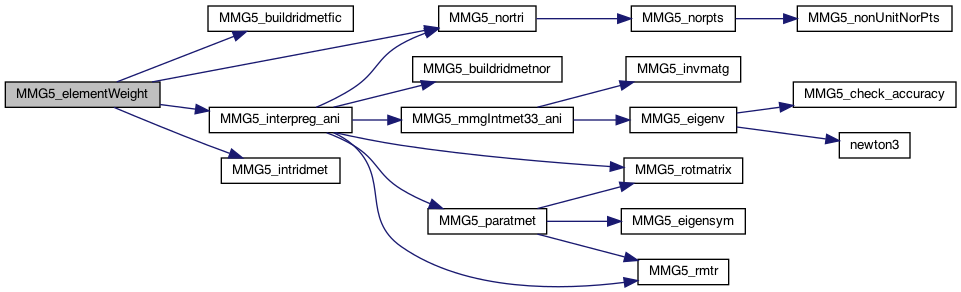 MMG5_elementWeight
MMG5_buildridmetfic
MMG5_nortri
MMG5_norpts
MMG5_nonUnitNorPts
MMG5_interpreg_ani
MMG5_buildridmetnor
MMG5_invmatg
MMG5_mmgIntmet33_ani
MMG5_eigenv
MMG5_check_accuracy
newton3
MMG5_intridmet
MMG5_rotmatrix
MMG5_paratmet
MMG5_eigensym
MMG5_rmtr